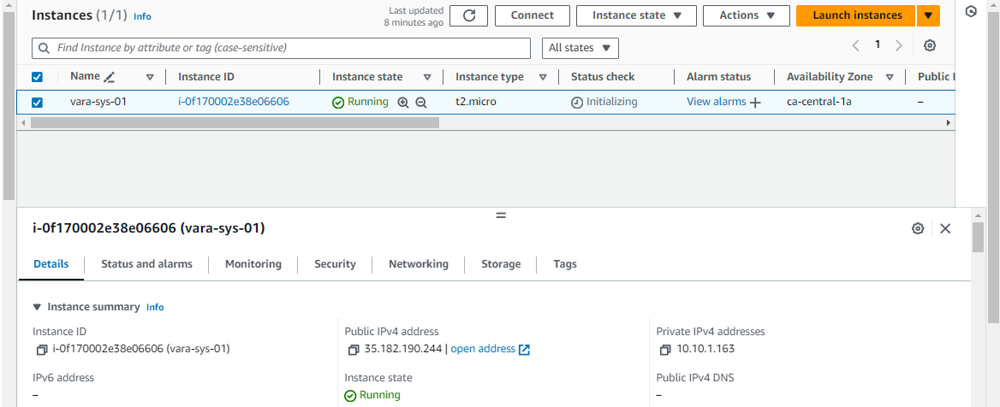 Instances (1/1) Info
Last updated
8 minutes ago
Connect
Instance state
Actions
Launch instances
Find Instance by attribute or tag (case-sensitive)
All states
1
Name
Instance ID
Instance state
Instance type
Status check
Alarm status
Availability Zone
Public I
vara-sys-01
i-0f170002e38e06606
Running
t2.micro
Initializing
View alarms
ca-central-1a
–
i-0f170002e38e06606 (vara-sys-01)
Details
Status and alarms
Monitoring
Security
Networking
Storage
Tags
Instance summary Info
Instance ID
Public IPv4 address
Private IPv4 addresses
i-0f170002e38e06606 (vara-sys-01)
35.182.190.244 | open address
10.10.1.163
IPv6 address
Instance state
Public IPv4 DNS
–
Running
–